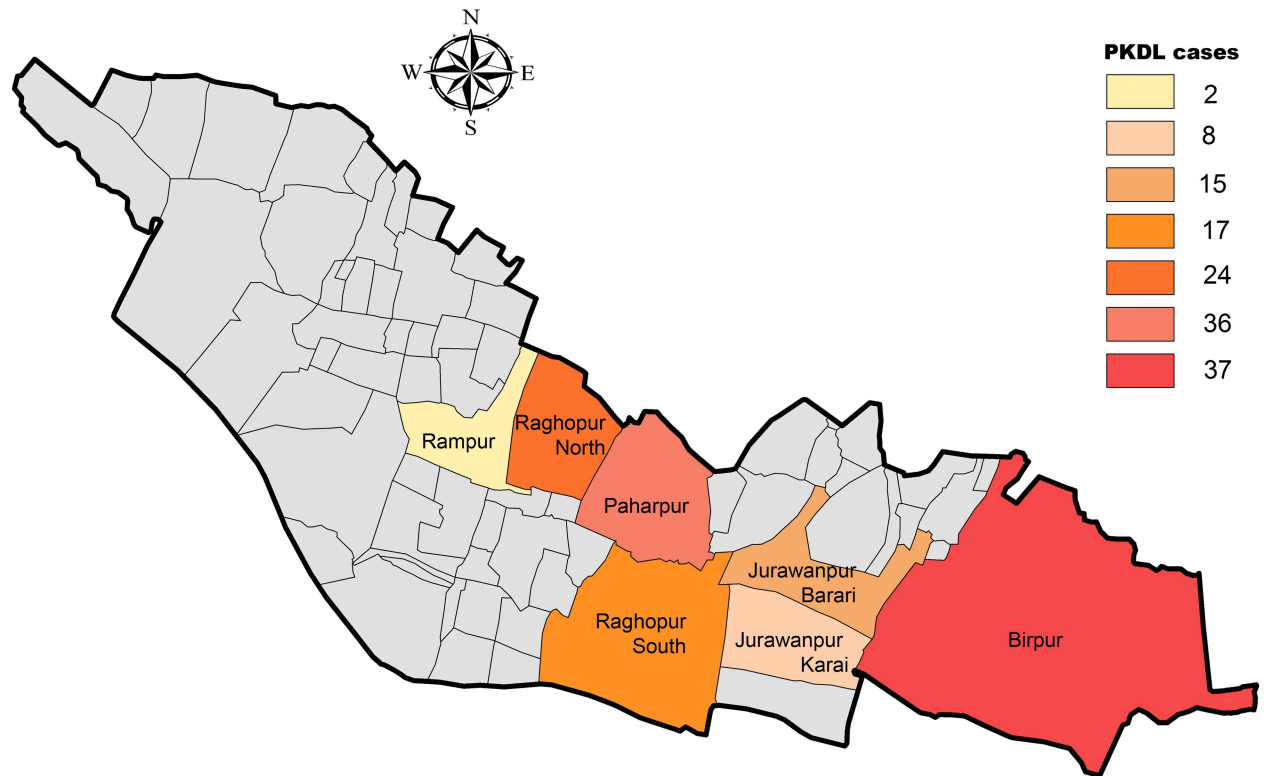 N
W E
S
PKDL cases
2
8
15
17
24
36
37
Rampur
Raghopur
North
Paharpur
Jurawanpur
Barari
Raghopur
South
Jurawanpur
Karai
Birpur